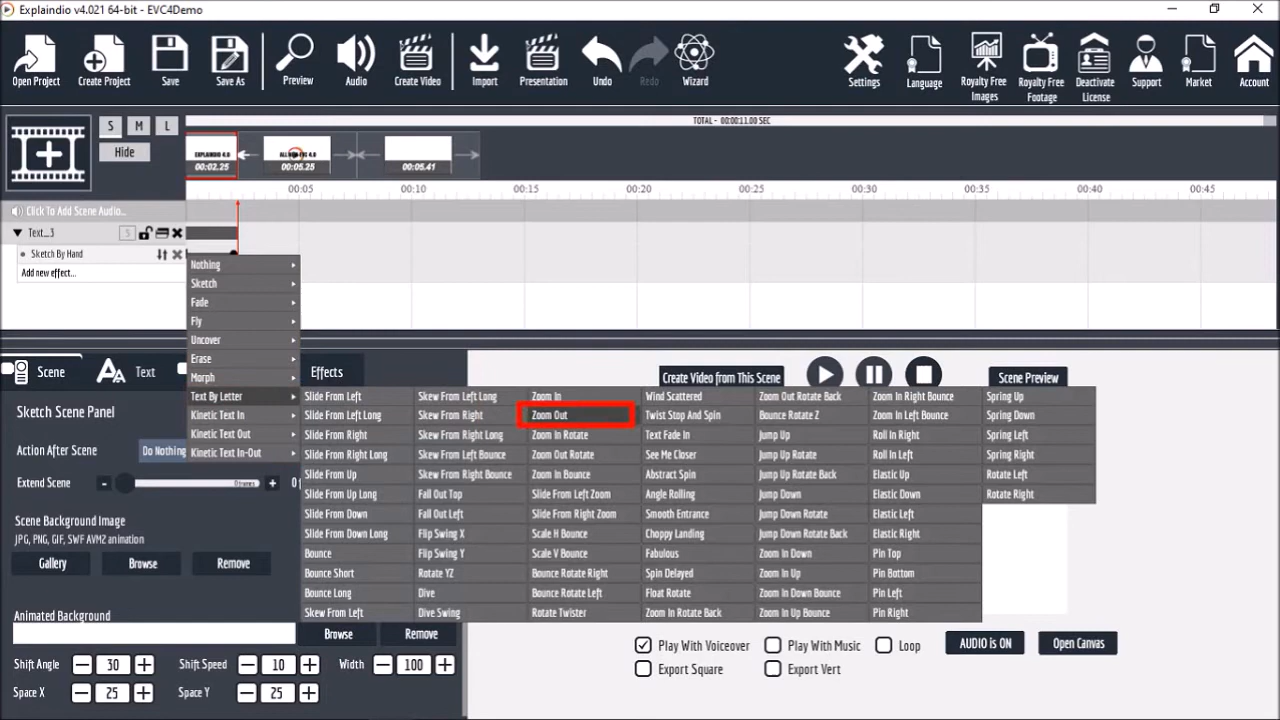 Explaindio v4.021 64-bit - EVC4Demo
Open Project
Create Project
Save
Save As
Preview
Audio
Create Video
Import
Presentation
Undo
Redo
Wizard
Settings
Language
Royalty Free Images
Royalty Free Footage
Deactivate License
Support
Market
Account
S M L
Hide
TOTAL - 00:00:11.00 SEC
EXPLAINDIO 4.0
00:02.25
00:05.25
00:05.41
00:05 00:10 00:15 00:20 00:25 00:30 00:35 00:40 00:45
Click To Add Scene Audio...
Text_3
S
Sketch By Hand
Add new effect...
Nothing
Sketch
Fade
Fly
Uncover
Erase
Morph
Text By Letter
Kinetic Text In
Kinetic Text Out
Kinetic Text In-Out
Scene
Text
Effects
Create Video from This Scene
Scene Preview
Slide From Left
Slide From Left Long
Slide From Right
Slide From Right Long
Slide From Up
Slide From Up Long
Slide From Down
Slide From Down Long
Bounce
Bounce Short
Bounce Long
Skew From Left
Skew From Left Long
Skew From Right
Skew From Right Long
Skew From Left Bounce
Skew From Right Bounce
Fall Out Top
Fall Out Left
Flip Swing X
Flip Swing Y
Rotate YZ
Dive
Dive Swing
Zoom In
Zoom Out
Zoom In Rotate
Zoom Out Rotate
Zoom In Bounce
Slide From Left Zoom
Slide From Right Zoom
Scale H Bounce
Scale V Bounce
Bounce Rotate Right
Bounce Rotate Left
Rotate Twister
Wind Scattered
Twist Stop And Spin
Text Fade In
See Me Closer
Abstract Spin
Angle Rolling
Smooth Entrance
Choppy Landing
Fabulous
Spin Delayed
Float Rotate
Zoom In Rotate Back
Zoom Out Rotate Back
Bounce Rotate Z
Jump Up
Jump Up Rotate
Jump Up Rotate Back
Jump Down
Jump Down Rotate
Jump Down Rotate Back
Zoom In Down
Zoom In Up
Zoom In Down Bounce
Zoom In Up Bounce
Zoom In Right Bounce
Zoom In Left Bounce
Roll In Right
Roll In Left
Elastic Up
Elastic Down
Elastic Left
Elastic Right
Pin Top
Pin Bottom
Pin Left
Pin Right
Spring Up
Spring Down
Spring Left
Spring Right
Rotate Left
Rotate Right
Sketch Scene Panel
Action After Scene
Do Nothing
Extend Scene - 0 frames +
Scene Background Image
JPG, PNG, GIF, SWF AVMZ animation
Gallery
Browse
Remove
Animated Background
Browse
Remove
Shift Angle 30
Shift Speed 10
Width 100
Space X 25
Space Y 25
Play With Voiceover
Play With Music
Loop
AUDIO is ON
Open Canvas
Export Square
Export Vert